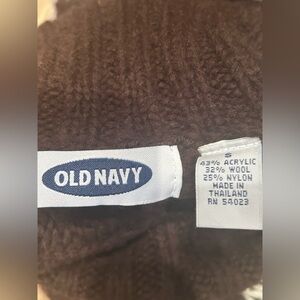 OLD NAVY
S
43% ACRYLIC
32% WOOL
25% NYLON
MADE IN
THAILAND
RN 54023